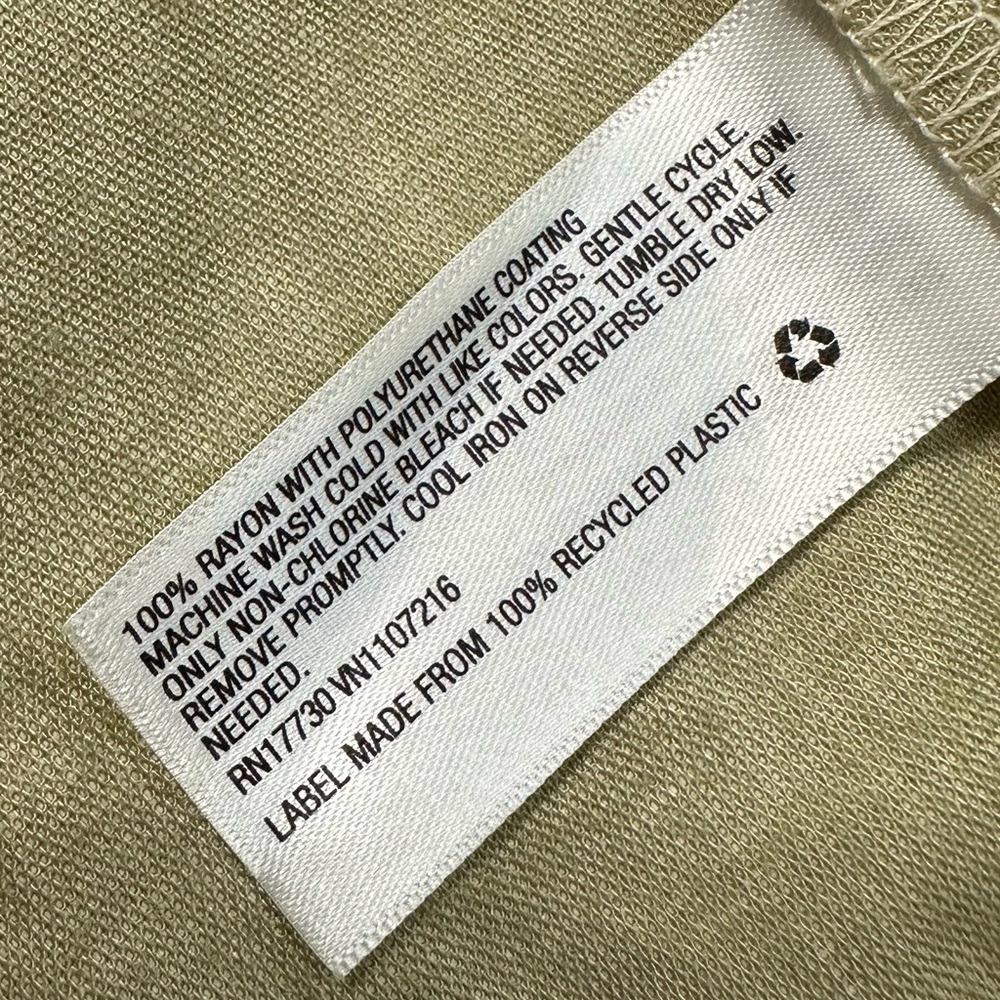 100% RAYON WITH POLYURETHANE COATING
MACHINE WASH COLD WITH LIKE COLORS. GENTLE CYCLE.
ONLY NON-CHLORINE BLEACH IF NEEDED. TUMBLE DRY LOW.
REMOVE PROMPTLY. COOL IRON ON REVERSE SIDE ONLY IF
NEEDED.
RN17730 VN1107216
LABEL MADE FROM 100% RECYCLED PLASTIC